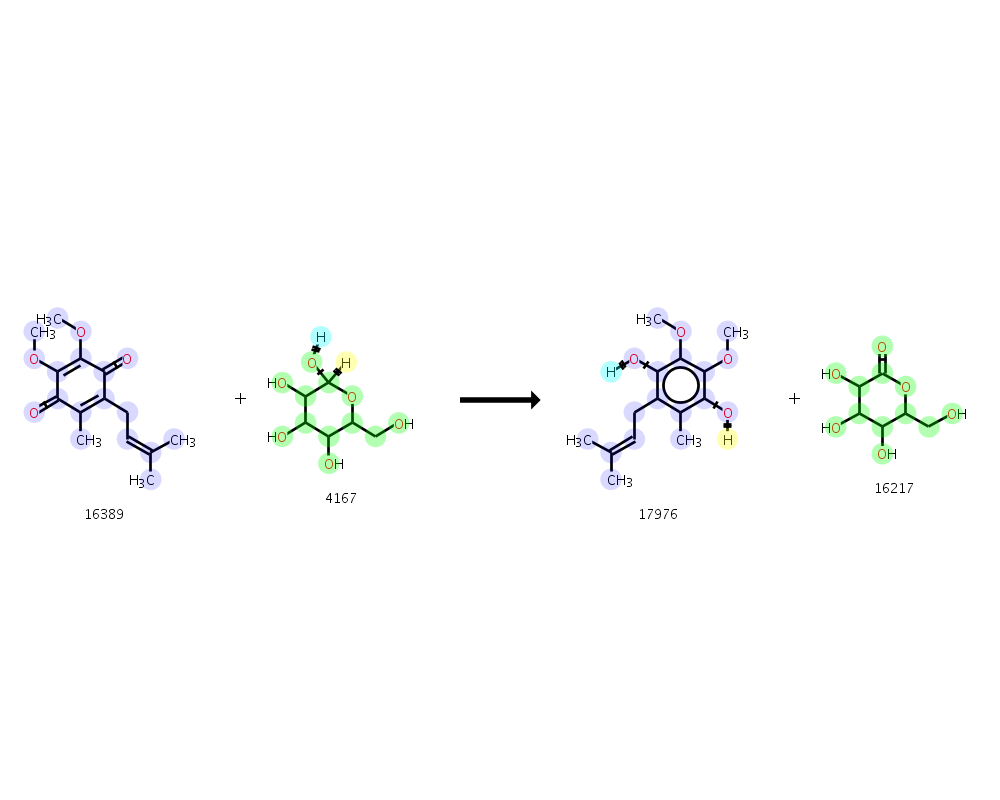 H3C
CH3 O H
O O O H
HO O
O CH3 CH3 HO OH
H3C OH
16389
+
4167
H3C CH3
O O O
H O
H3C CH3 H
CH3
17976
+
O
HO O
HO OH
OH
16217